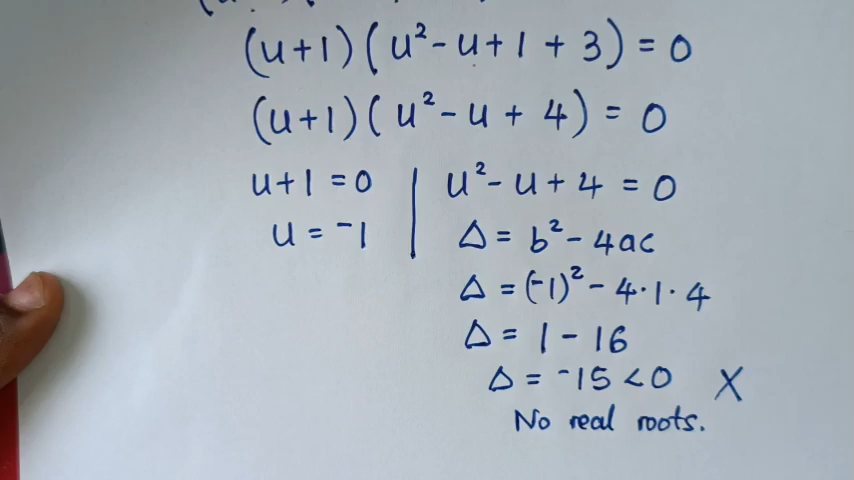 (u+1)(u²-u+1+3)=0
(u+1)(u²-u+4)=0
u+1=0
u=⁻1
u²-u+4=0
Δ=b²-4ac
Δ=(⁻1)²-4·1·4
Δ=1-16
Δ=⁻15<0 X
No real roots.